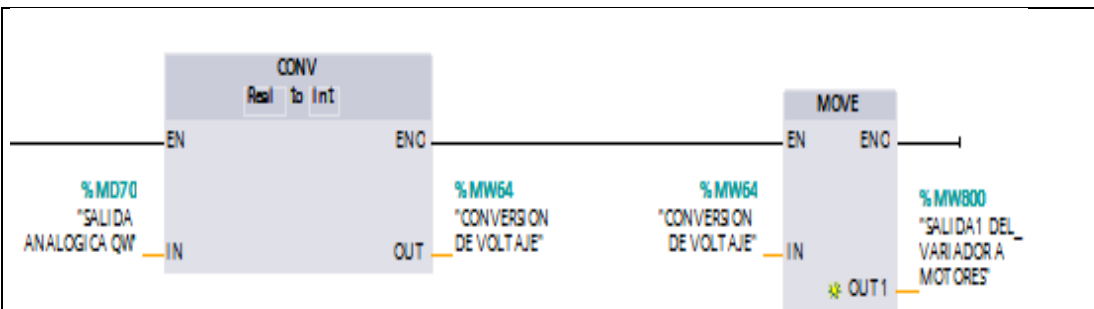 CONV
Real to Int
EN
ENO
%MD70
"SALIDA
ANALOGICA QW"
IN
%MW64
"CONVERSION
DE VOLTAJE"
OUT
MOVE
EN
ENO
%MW64
"CONVERSION
DE VOLTAJE"
IN
%MW800
"SALIDA1 DEL_
VARIADOR A
MOTORES"
OUT1